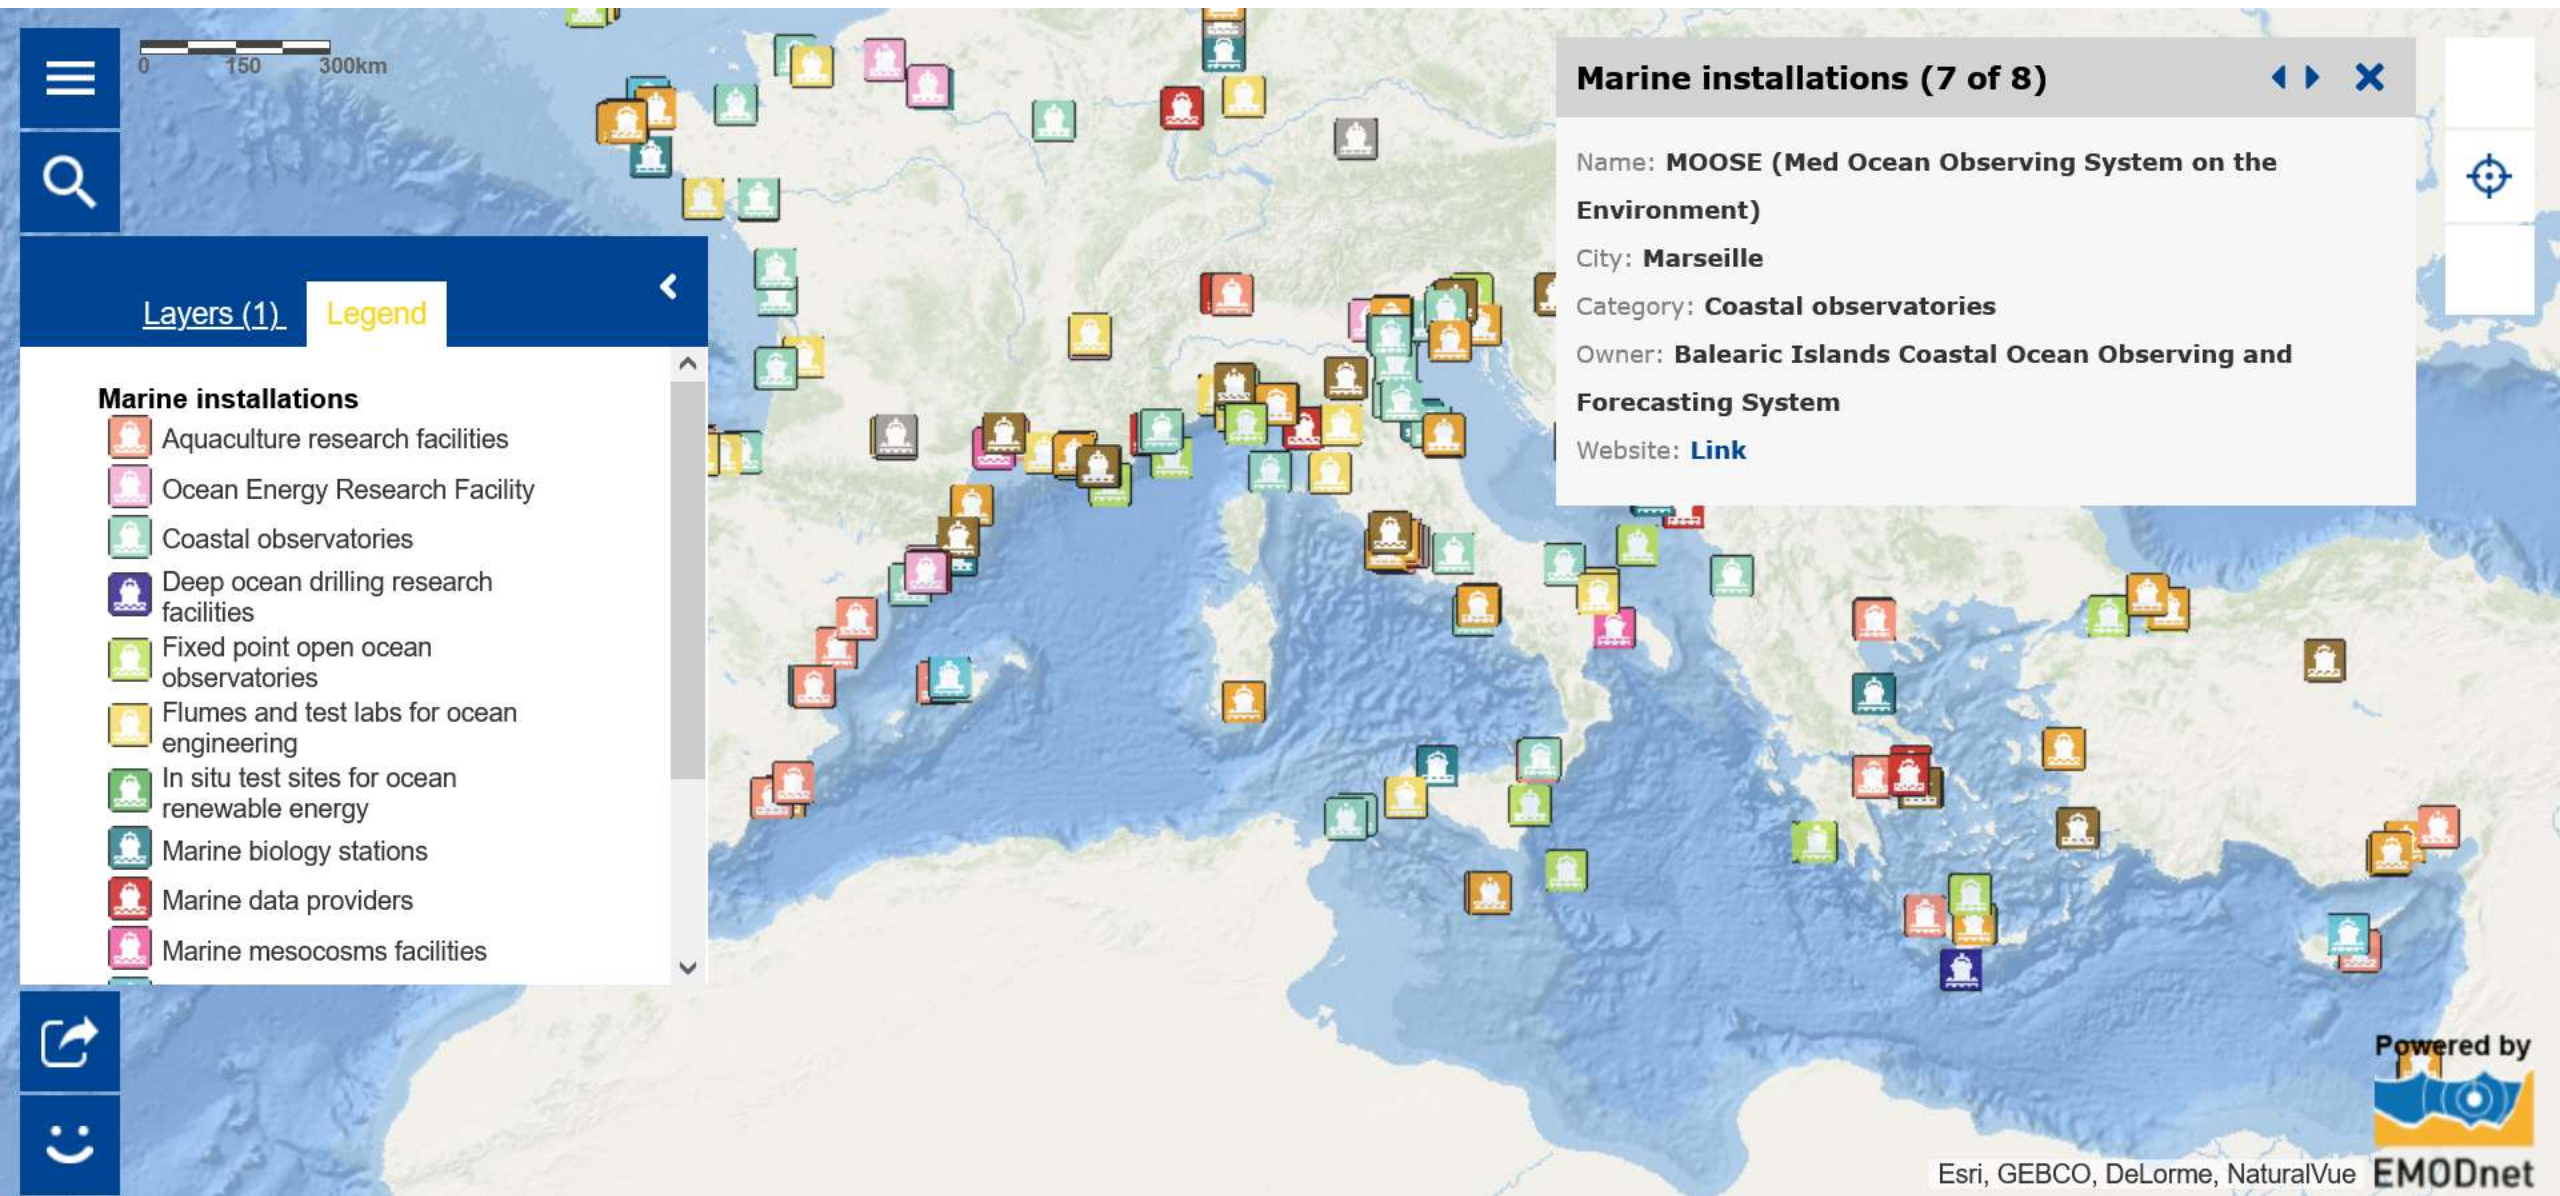 0 150 300km
Marine installations (7 of 8)
Name: MOOSE (Med Ocean Observing System on the
Environment)
City: Marseille
Category: Coastal observatories
Owner: Balearic Islands Coastal Ocean Observing and
Forecasting System
Website: Link
Layers (1) Legend
Marine installations
Aquaculture research facilities
Ocean Energy Research Facility
Coastal observatories
Deep ocean drilling research
facilities
Fixed point open ocean
observatories
Flumes and test labs for ocean
engineering
In situ test sites for ocean
renewable energy
Marine biology stations
Marine data providers
Marine mesocosms facilities
Powered by
EMODnet
Esri, GEBCO, DeLorme, NaturalVue